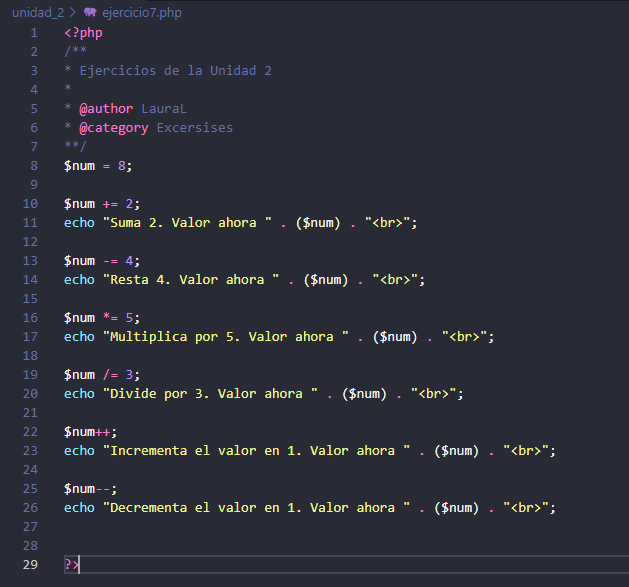 unidad_2 > ejercicio7.php
1 <?php
2 /**
3 * Ejercicios de la Unidad 2
4 *
5 * @author LauraL
6 * @category Excersises
7 **/
8 $num = 8;
9
10 $num += 2;
11 echo "Suma 2. Valor ahora " . ($num) . "<br>";
12
13 $num -= 4;
14 echo "Resta 4. Valor ahora " . ($num) . "<br>";
15
16 $num *= 5;
17 echo "Multiplica por 5. Valor ahora " . ($num) . "<br>";
18
19 $num /= 3;
20 echo "Divide por 3. Valor ahora " . ($num) . "<br>";
21
22 $num++;
23 echo "Incrementa el valor en 1. Valor ahora " . ($num) . "<br>";
24
25 $num--;
26 echo "Decrementa el valor en 1. Valor ahora " . ($num) . "<br>";
27
28
29 ?>